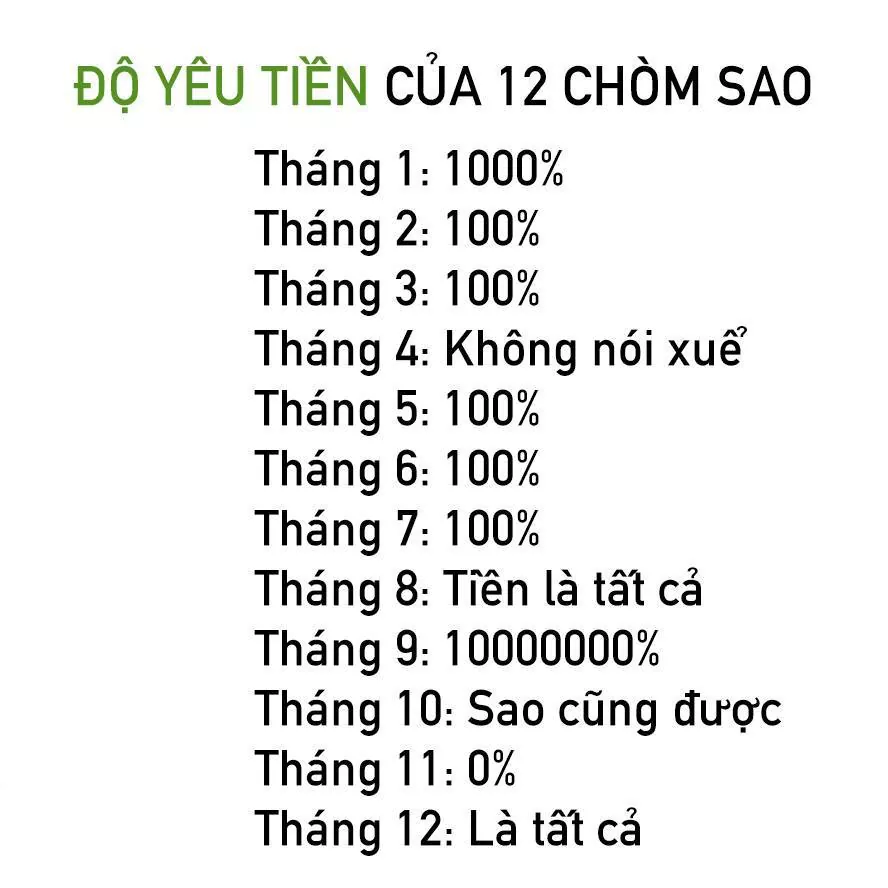 ĐỘ YÊU TIỀN CỦA 12 CHÒM SAO
Tháng 1: 1000%
Tháng 2: 100%
Tháng 3: 100%
Tháng 4: Không nói xuể
Tháng 5: 100%
Tháng 6: 100%
Tháng 7: 100%
Tháng 8: Tiền là tất cả
Tháng 9: 10000000%
Tháng 10: Sao cũng được
Tháng 11: 0%
Tháng 12: Là tất cả